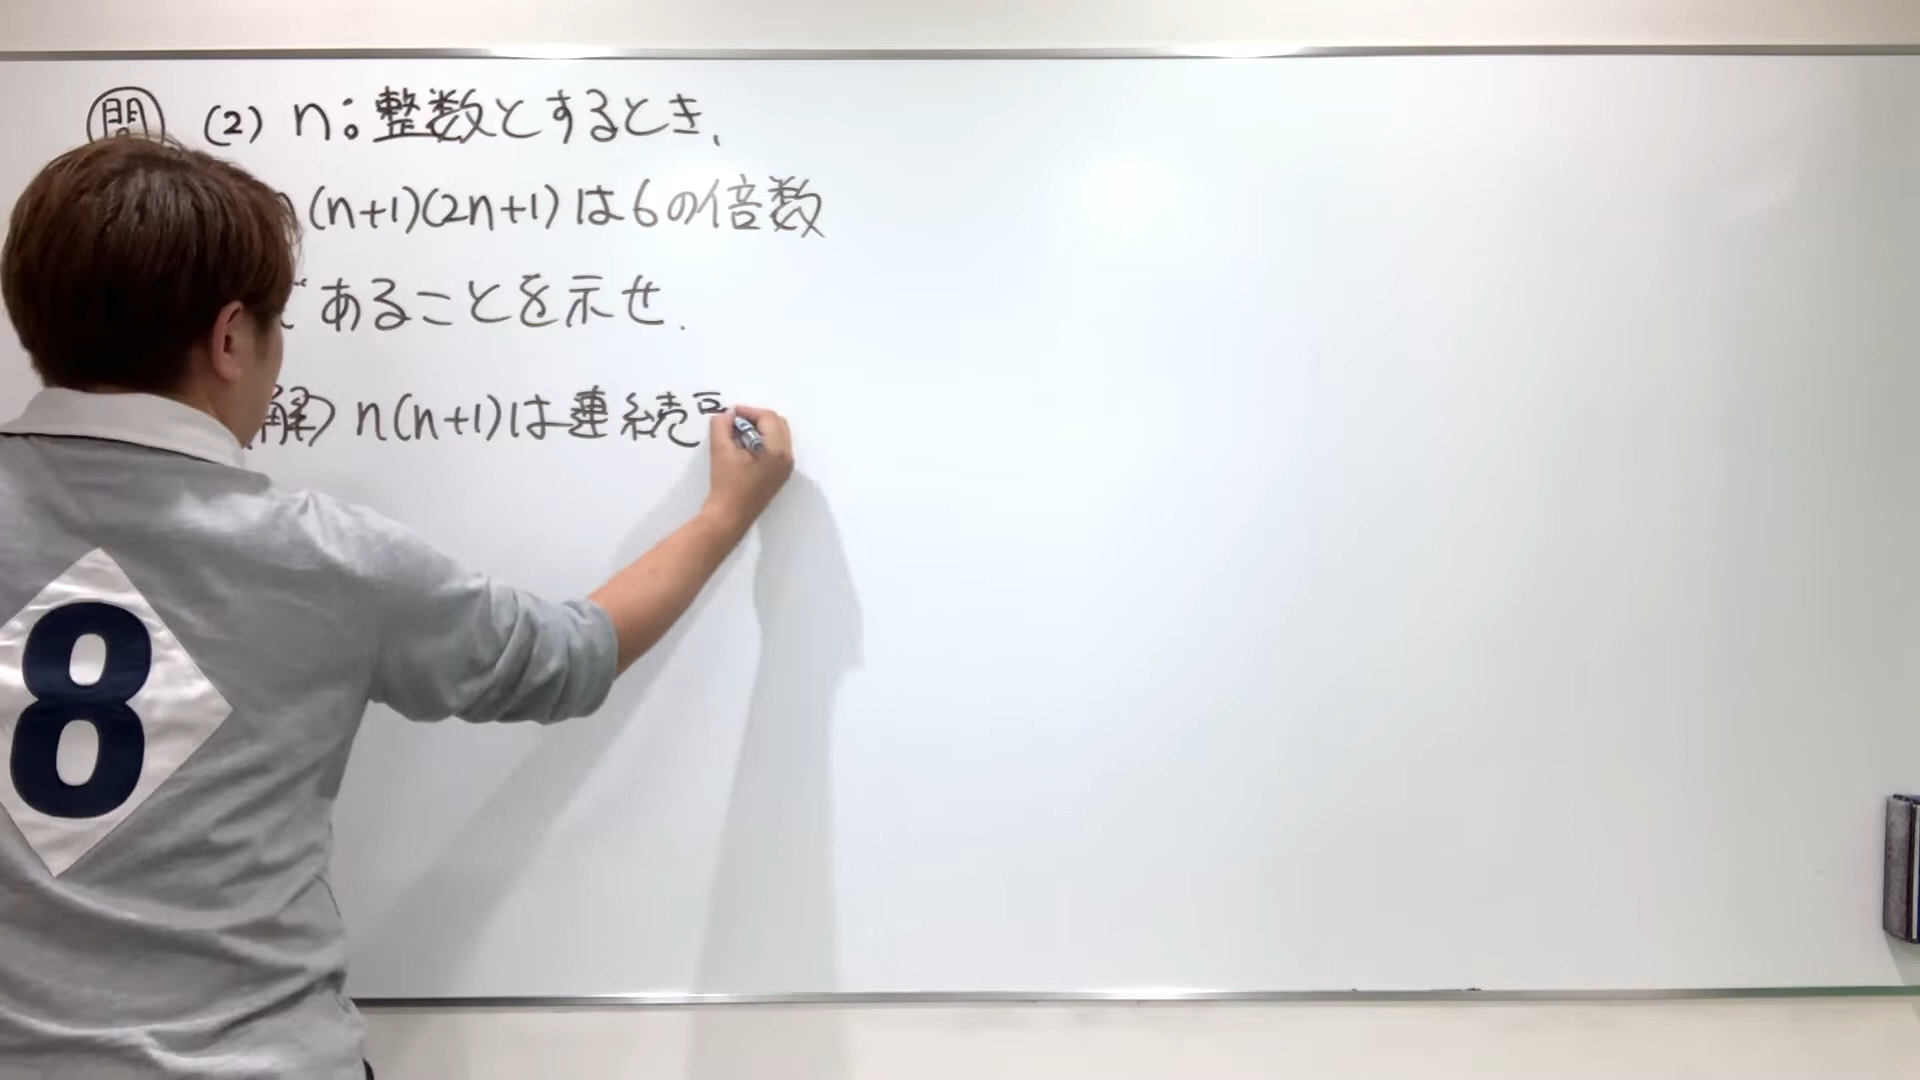 問 (2) n:整数とするとき、
n(n+1)(2n+1)は6の倍数
であることを示せ.
解) n(n+1)は連続
8